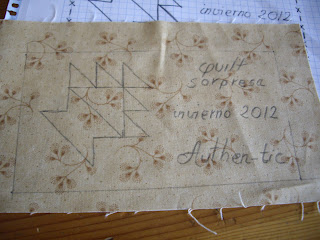 invierno 2012
quilt
sorpresa
invierno 2012
Authen-tic